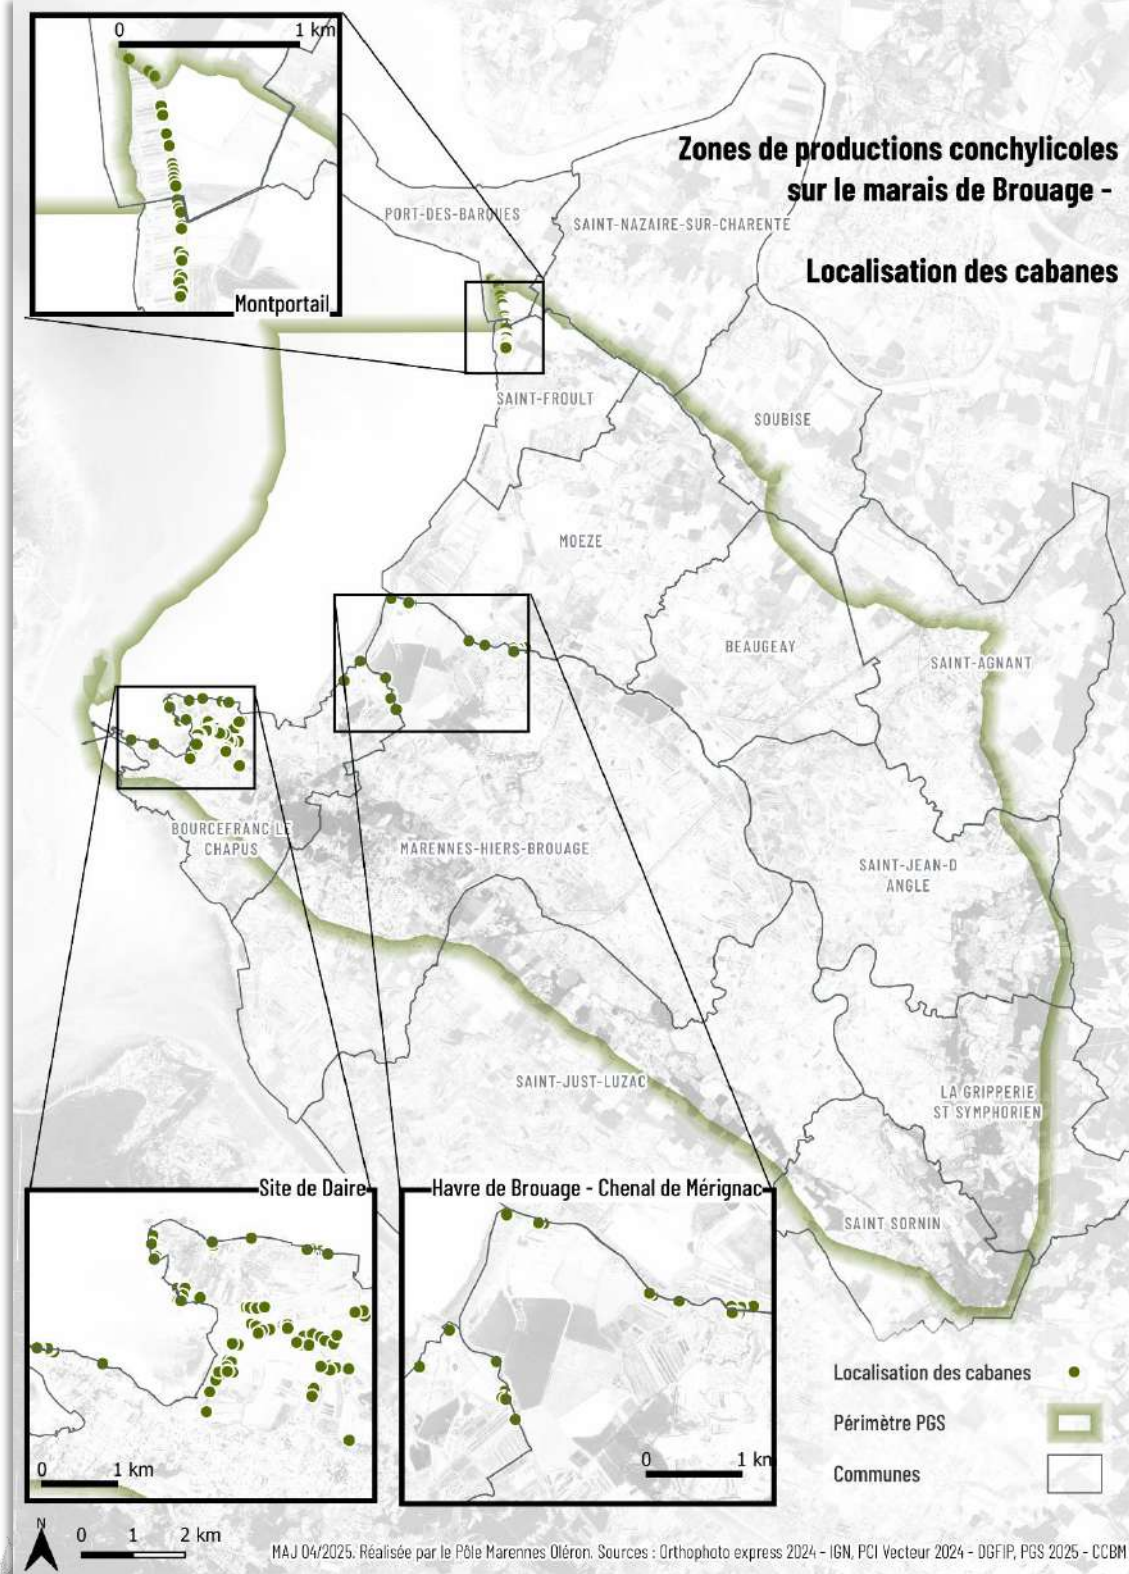 0 1 km
Montportail
Zones de productions conchylicoles
sur le marais de Brouage -
Localisation des cabanes
PORT-DES-BARQUES
SAINT-NAZAIRE-SUR-CHARENTE
SAINT-FROULT
SOUBISE
MOEZE
BEAUGEAY
SAINT-AGNANT
BOURCEFRANC LE
CHAPUS
MARENNES-HIERS-BROUAGE
SAINT-JEAN-D
ANGLE
SAINT-JUST-LUZAC
LA GRIPPERIE
ST SYMPHORIEN
SAINT SORNIN
Site de Daire
0 1 km
Havre de Brouage - Chenal de Mérignac
0 1 km
Localisation des cabanes
Périmètre PGS
Communes
N
0 1 2 km
MAJ 04/2025. Réalisée par le Pôle Marennes Oléron. Sources : Orthophoto express 2024 - IGN, PCI Vecteur 2024 - DGFIP, PGS 2025 - CCBM